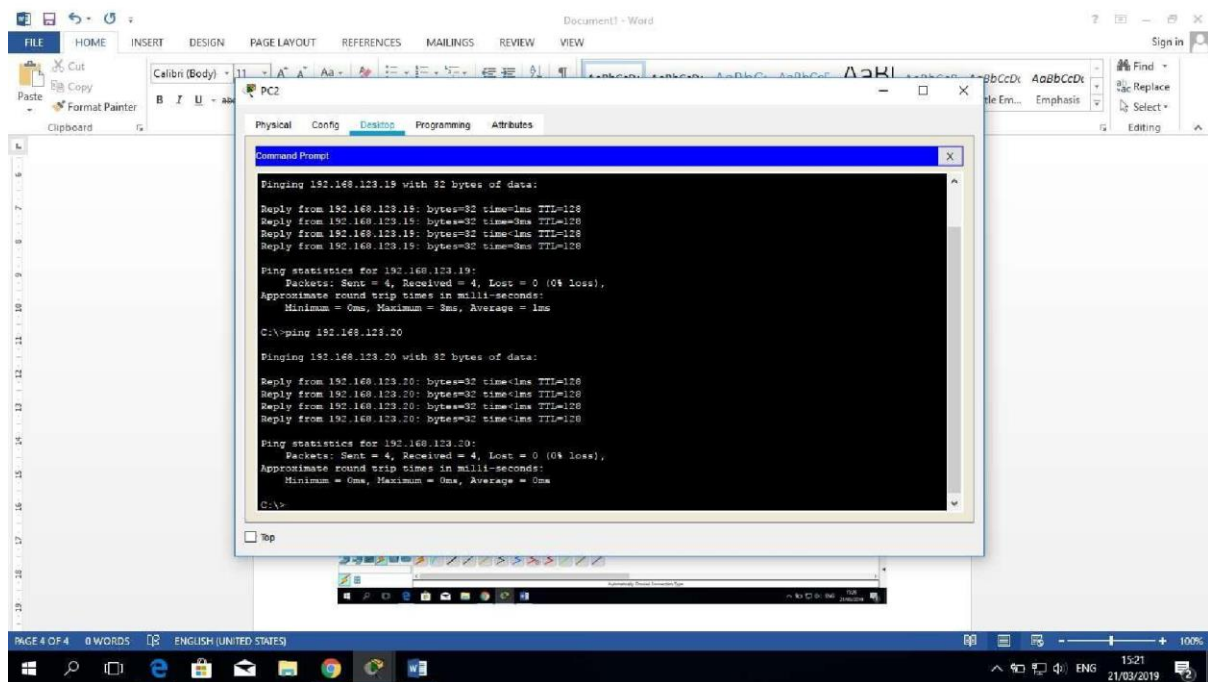 Document1 - Word
FILE HOME INSERT DESIGN PAGE LAYOUT REFERENCES MAILINGS REVIEW VIEW Sign in
Cut
Copy
Paste
Format Painter
Clipboard
Calibri (Body) 11
B I U
Find
Replace
Select
Editing
AaBbCcDc
Emphasis
PC2
Physical Config Desktop Programming Attributes
Command Prompt X
Pinging 192.168.123.19 with 32 bytes of data:
Reply from 192.168.123.19: bytes=32 time=1ms TTL=128
Reply from 192.168.123.19: bytes=32 time=3ms TTL=128
Reply from 192.168.123.19: bytes=32 time<1ms TTL=128
Reply from 192.168.123.19: bytes=32 time=3ms TTL=128
Ping statistics for 192.168.123.19:
Packets: Sent = 4, Received = 4, Lost = 0 (0% loss),
Approximate round trip times in milli-seconds:
Minimum = 0ms, Maximum = 3ms, Average = 1ms
C:\>ping 192.168.123.20
Pinging 192.168.123.20 with 32 bytes of data:
Reply from 192.168.123.20: bytes=32 time<1ms TTL=128
Reply from 192.168.123.20: bytes=32 time<1ms TTL=128
Reply from 192.168.123.20: bytes=32 time<1ms TTL=128
Reply from 192.168.123.20: bytes=32 time<1ms TTL=128
Ping statistics for 192.168.123.20:
Packets: Sent = 4, Received = 4, Lost = 0 (0% loss),
Approximate round trip times in milli-seconds:
Minimum = 0ms, Maximum = 0ms, Average = 0ms
C:\>
Top
PAGE 4 OF 4 0 WORDS ENGLISH (UNITED STATES) 100%
ENG
15:21
21/03/2019